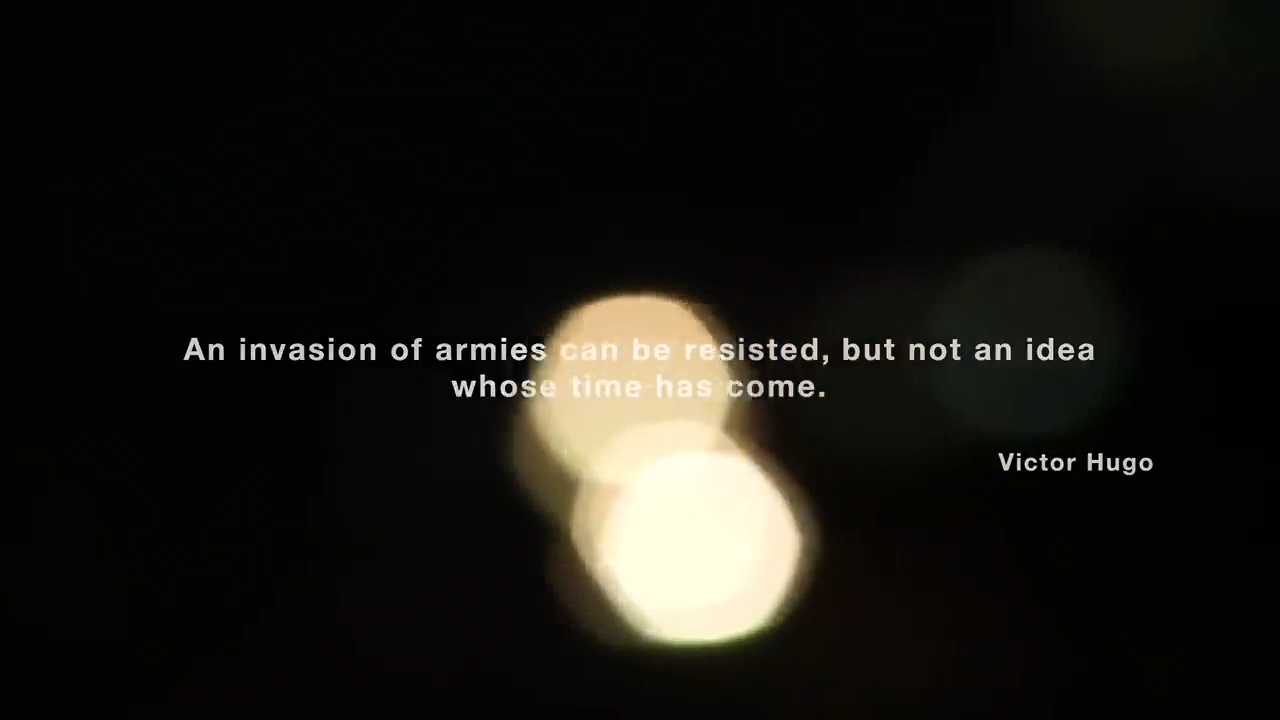 An invasion of armies can be resisted, but not an idea
whose time has come.
Victor Hugo